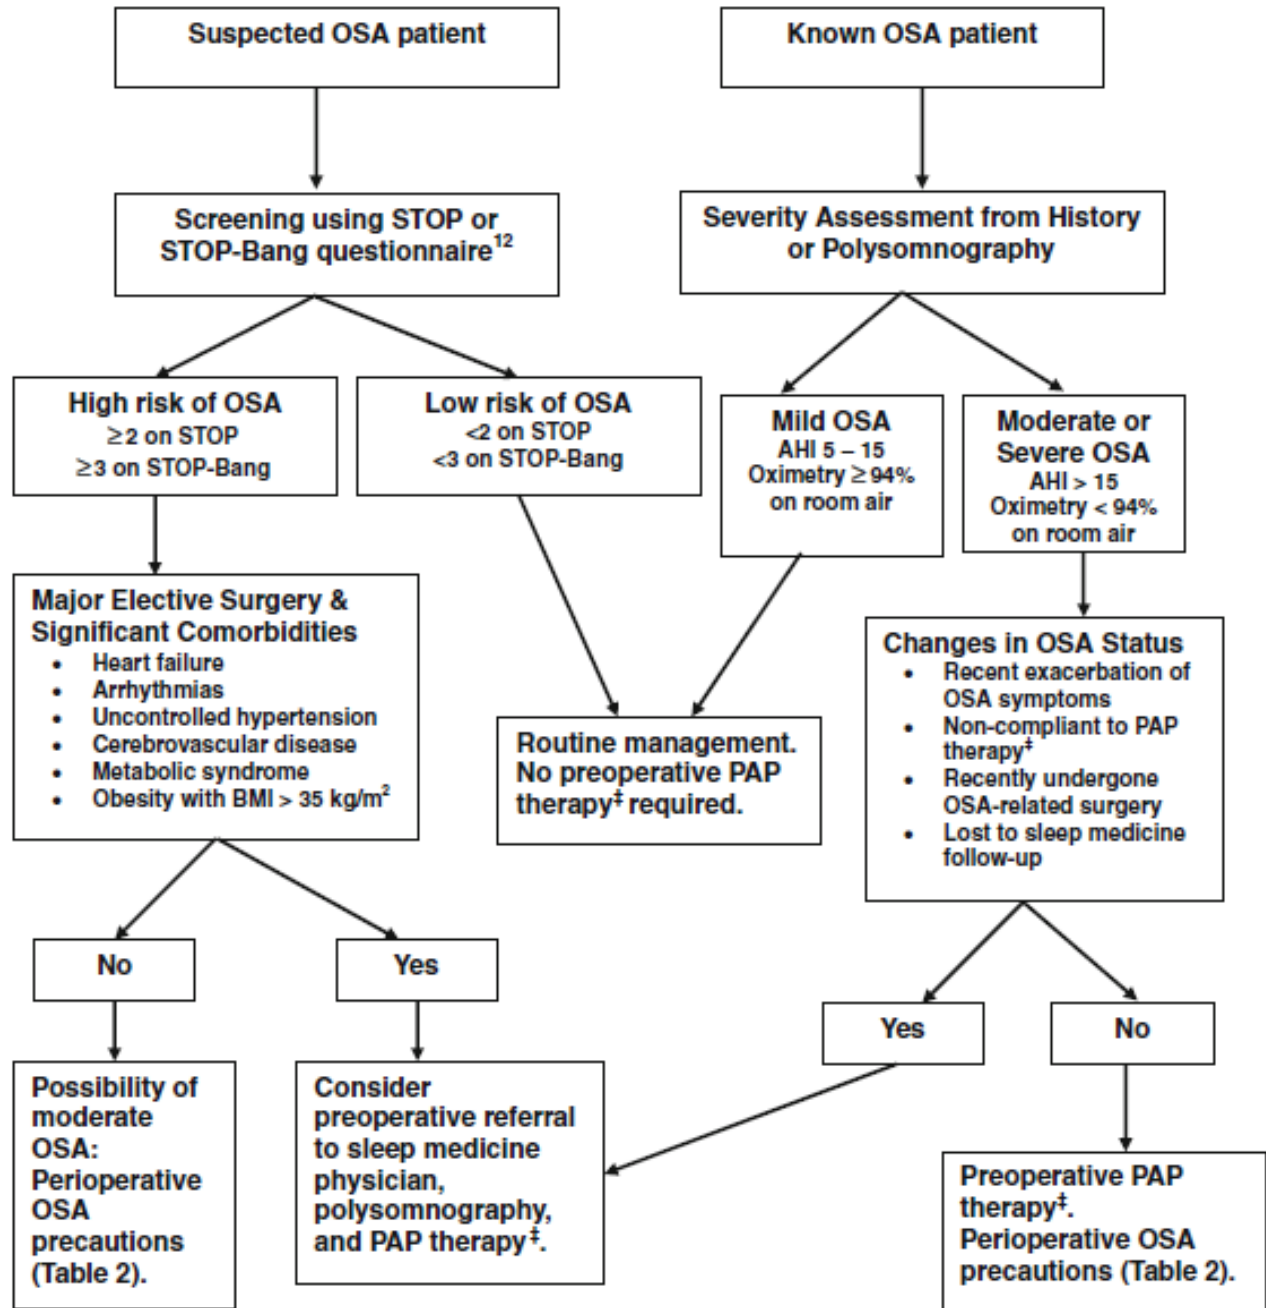 Suspected OSA patient
Known OSA patient
Screening using STOP or
STOP-Bang questionnaire¹²
Severity Assessment from History
or Polysomnography
High risk of OSA
≥2 on STOP
≥3 on STOP-Bang
Low risk of OSA
<2 on STOP
<3 on STOP-Bang
Mild OSA
AHI 5 – 15
Oximetry ≥ 94%
on room air
Moderate or
Severe OSA
AHI > 15
Oximetry < 94%
on room air
Major Elective Surgery &
Significant Comorbidities
• Heart failure
• Arrhythmias
• Uncontrolled hypertension
• Cerebrovascular disease
• Metabolic syndrome
• Obesity with BMI > 35 kg/m²
Routine management.
No preoperative PAP
therapy‡ required.
Changes in OSA Status
• Recent exacerbation of
OSA symptoms
• Non-compliant to PAP
therapy‡
• Recently undergone
OSA-related surgery
• Lost to sleep medicine
follow-up
No
Yes
Yes
No
Possibility of
moderate
OSA:
Perioperative
OSA
precautions
(Table 2).
Consider
preoperative referral
to sleep medicine
physician,
polysomnography,
and PAP therapy‡.
Preoperative PAP
therapy‡.
Perioperative OSA
precautions (Table 2).